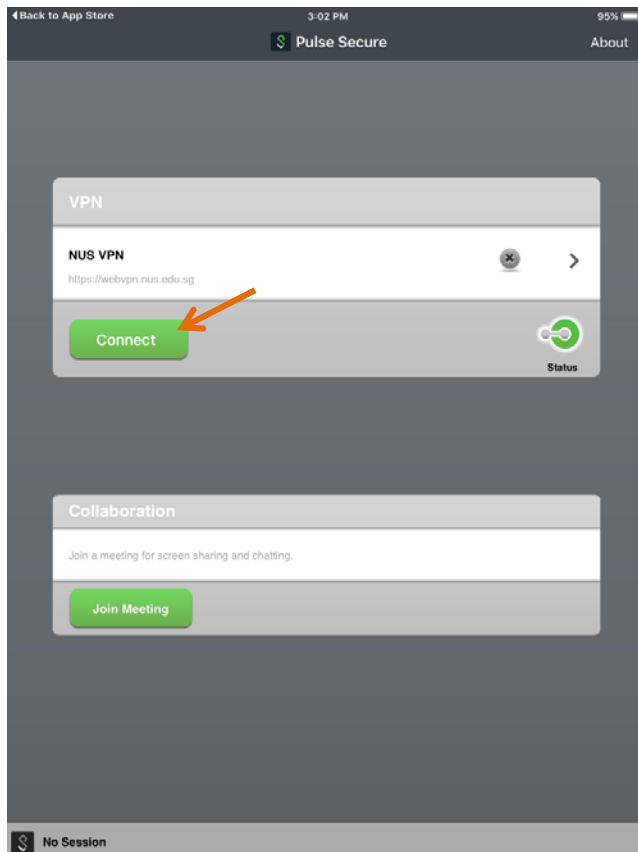 Back to App Store 3:02 PM 95%
Pulse Secure About
VPN
NUS VPN
https://webvpn.nus.edu.sg
Connect
Status
Collaboration
Join a meeting for screen sharing and chatting.
Join Meeting
No Session